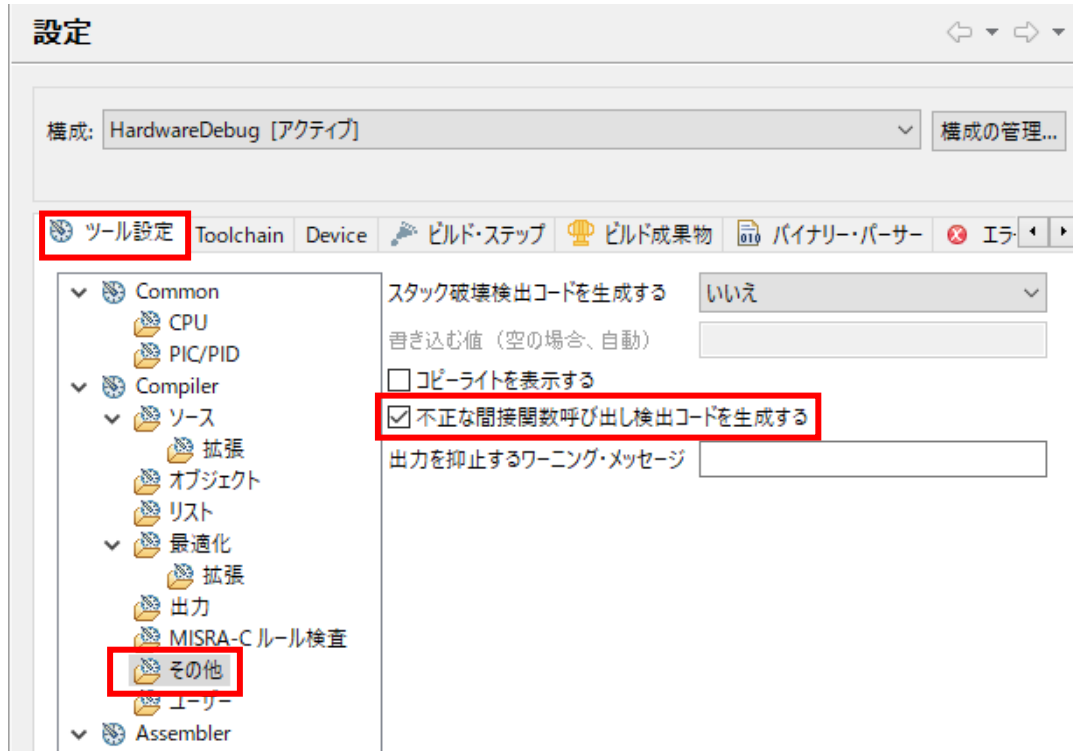 設定
構成: HardwareDebug [アクティブ] 構成の管理...
ツール設定 Toolchain Device ビルド・ステップ ビルド成果物 バイナリー・パーサー エラー
Common
CPU
PIC/PID
Compiler
ソース
拡張
オブジェクト
リスト
最適化
拡張
出力
MISRA-C ルール検査
その他
ユーザー
Assembler
スタック破壊検出コードを生成する いいえ
書き込む値（空の場合、自動）
コピーライトを表示する
不正な間接関数呼び出し検出コードを生成する
出力を抑止するワーニング・メッセージ